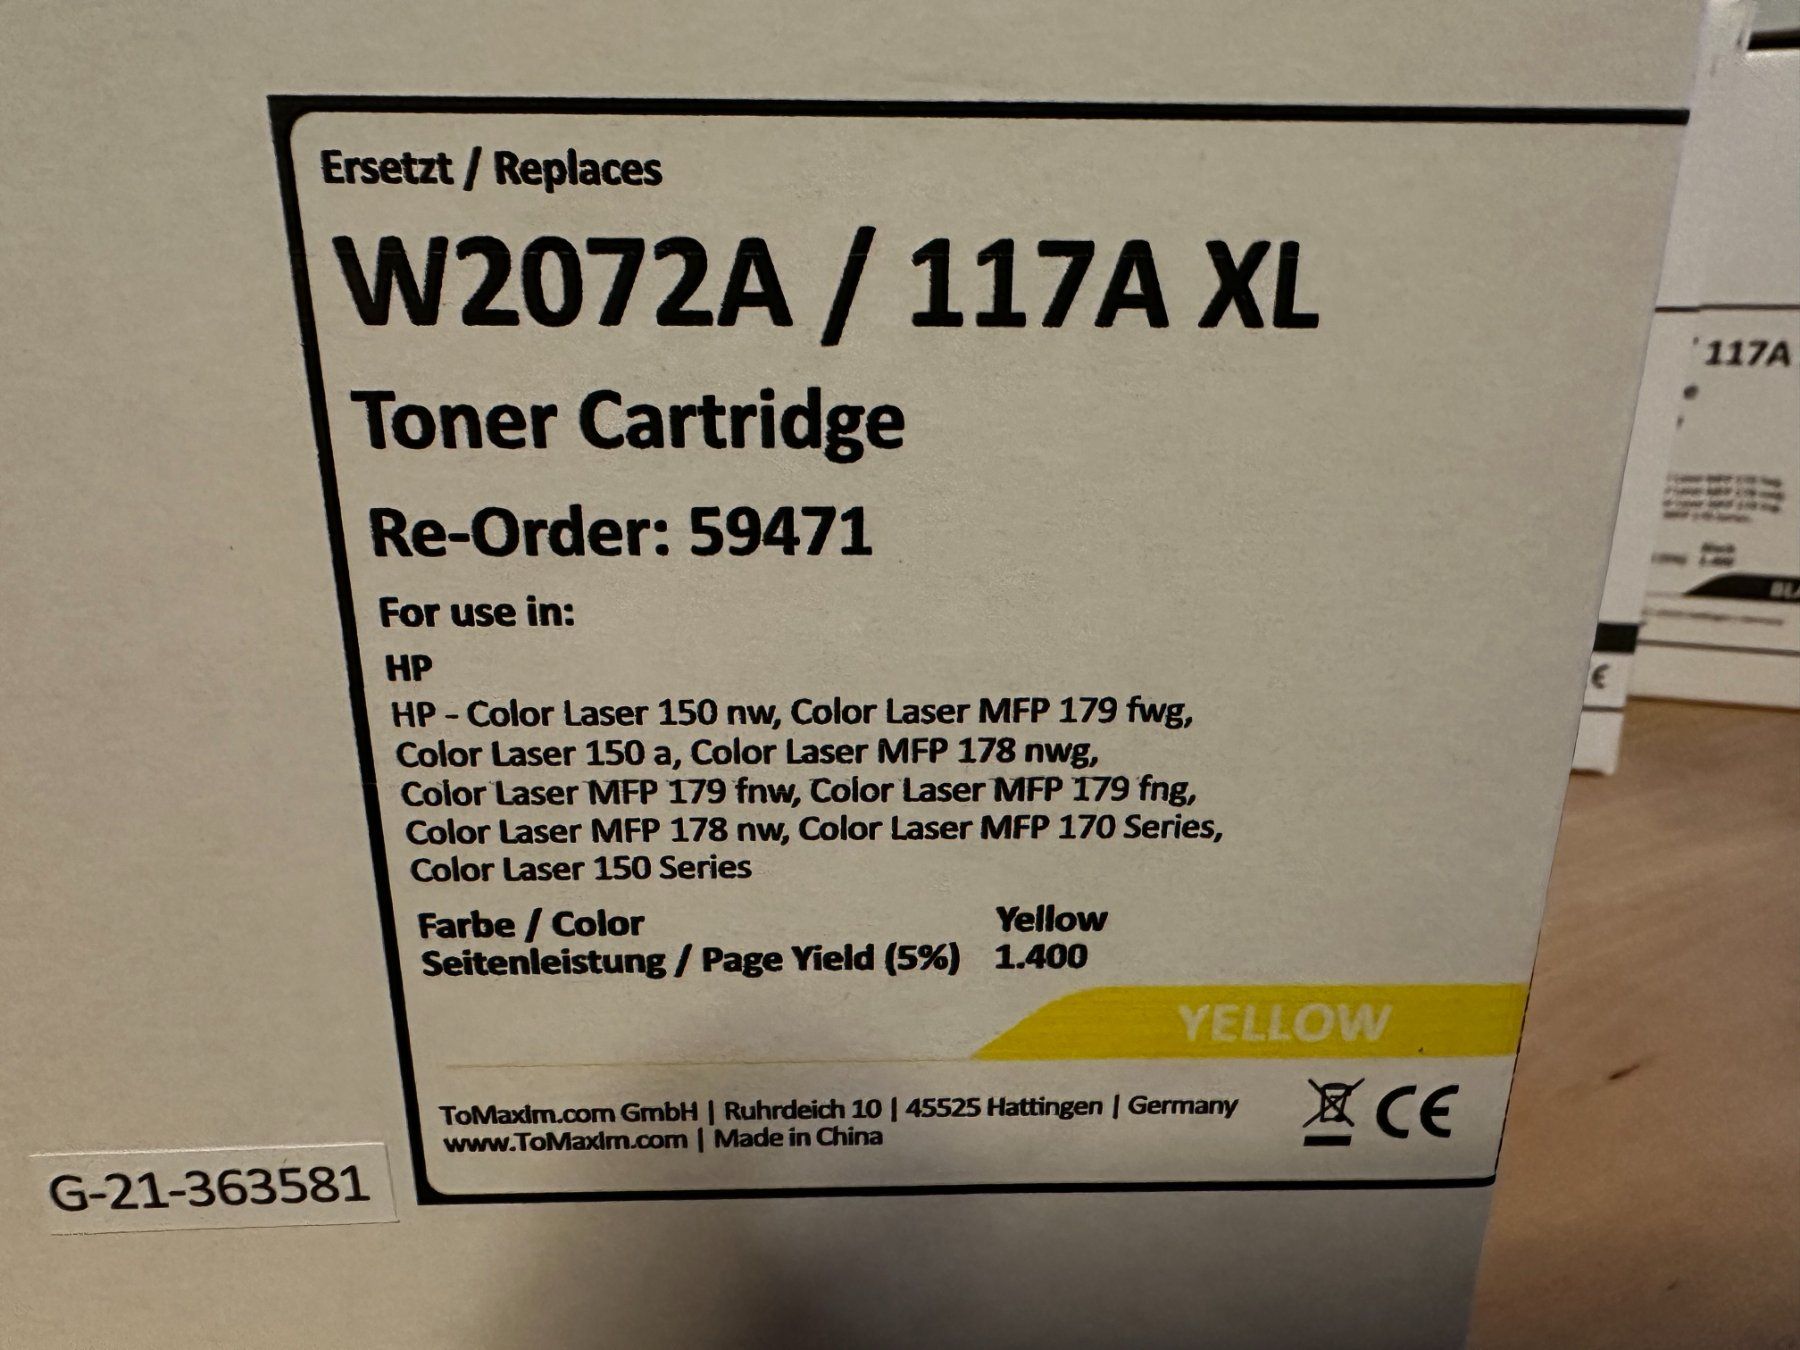 Ersetzt / Replaces
W2072A / 117A XL
Toner Cartridge
Re-Order: 59471
For use in:
HP
HP - Color Laser 150 nw, Color Laser MFP 179 fwg,
Color Laser 150 a, Color Laser MFP 178 nwg,
Color Laser MFP 179 fnw, Color Laser MFP 179 fng,
Color Laser MFP 178 nw, Color Laser MFP 170 Series,
Color Laser 150 Series
Farbe / Color Yellow
Seitenleistung / Page Yield (5%) 1.400
YELLOW
ToMaxIm.com GmbH | Ruhrdeich 10 | 45525 Hattingen | Germany
www.ToMaxIm.com | Made in China
CE
G-21-363581
117A
Black
1.400